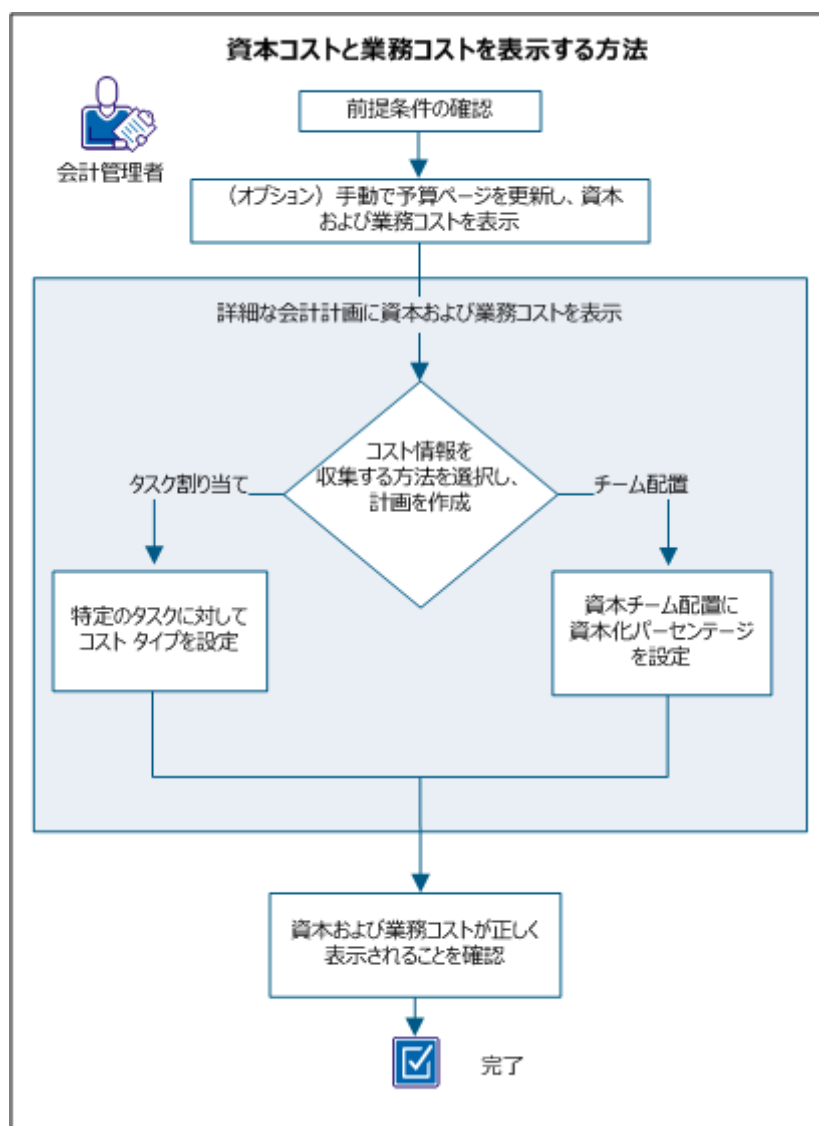 資本コストと業務コストを表示する方法
会計管理者
前提条件の確認
（オプション）手動で予算ページを更新し、資本
および業務コストを表示
詳細な会計計画に資本および業務コストを表示
コスト情報を
収集する方法を選択し、
計画を作成
タスク割り当て
チーム配置
特定のタスクに対して
コスト タイプを設定
資本チーム配置に
資本化パーセンテージ
を設定
資本および業務コストが正しく
表示されることを確認
完了